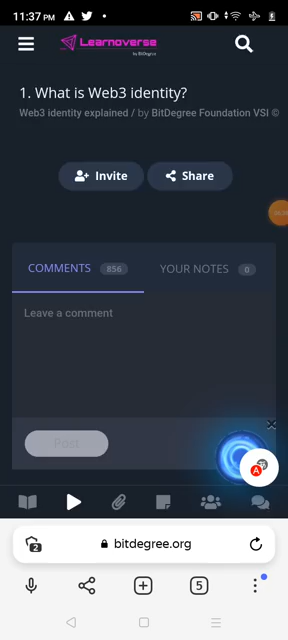 11:37 PM
Learnoverse
by BitDegree
1. What is Web3 identity?
Web3 identity explained / by BitDegree Foundation VSI ©
Invite
Share
COMMENTS 856
YOUR NOTES 0
Leave a comment
Post
A
2
bitdegree.org
5